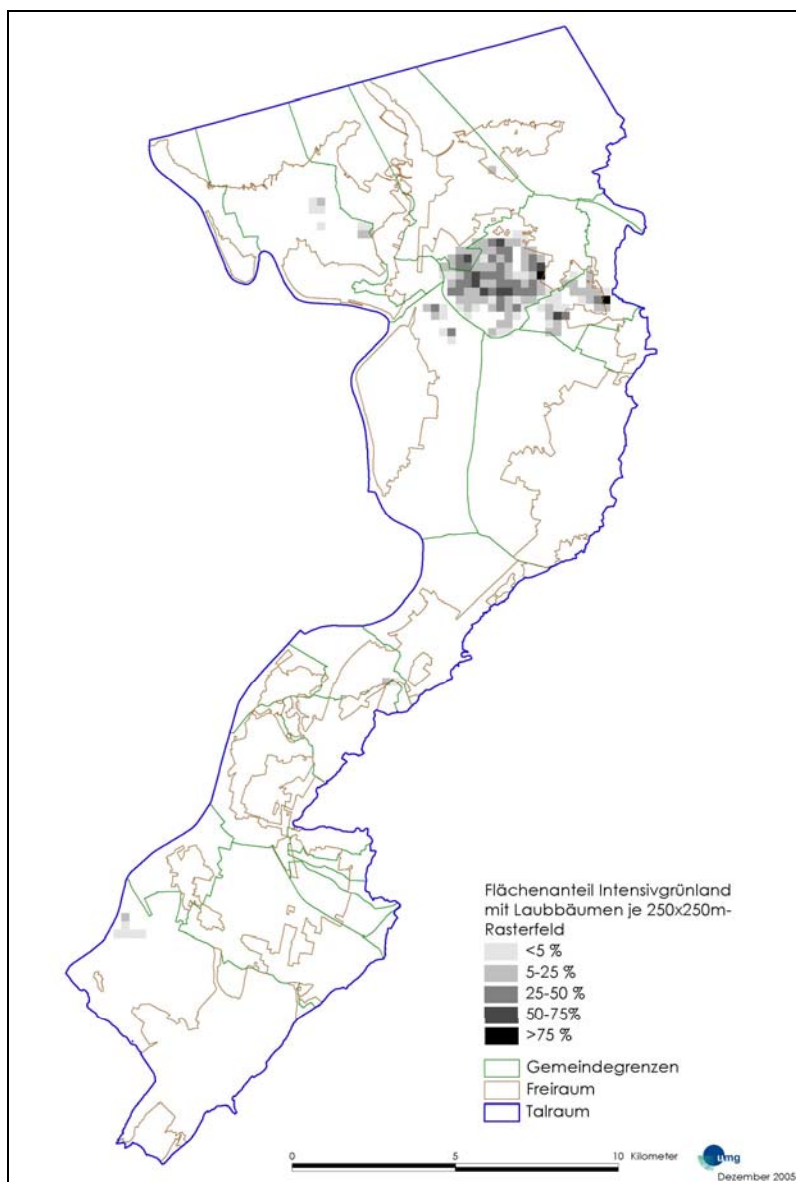 Flächenanteil Intensivgrünland
mit Laubbäumen je 250x250m-
Rasterfeld
<5 %
5-25 %
25-50 %
50-75%
>75 %
Gemeindegrenzen
Freiraum
Talraum
0 5 Kilometer 10
umg
Dezember 2005